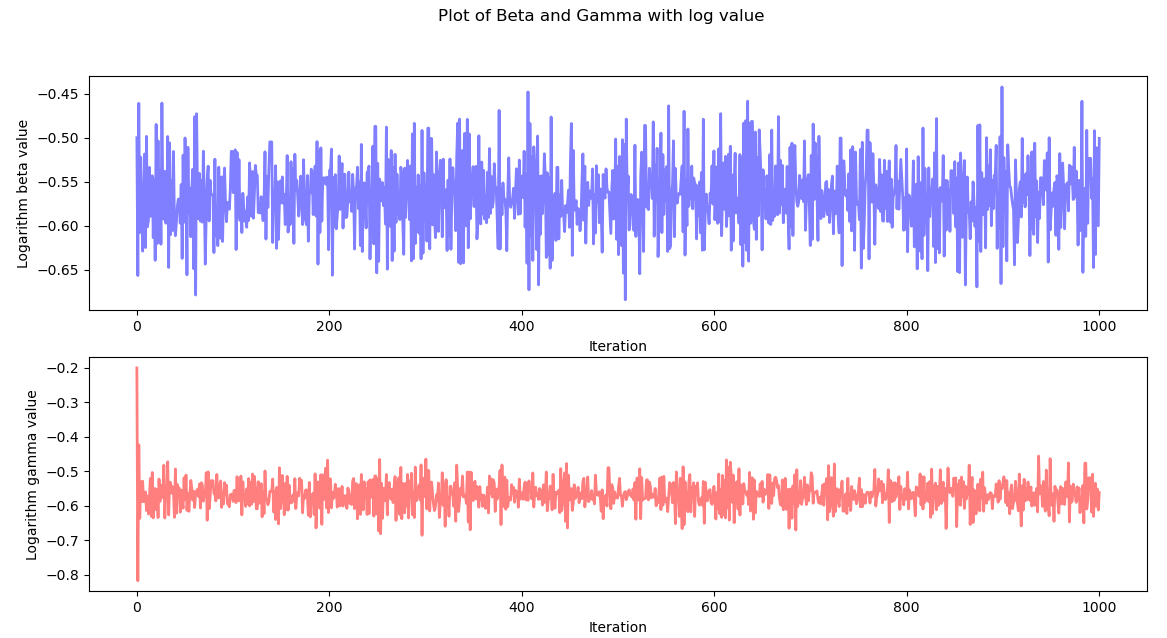 Plot of Beta and Gamma with log value
Logarithm beta value
−0.45
−0.50
−0.55
−0.60
−0.65
0 200 400 600 800 1000
Iteration
Logarithm gamma value
−0.2
−0.3
−0.4
−0.5
−0.6
−0.7
−0.8
0 200 400 600 800 1000
Iteration